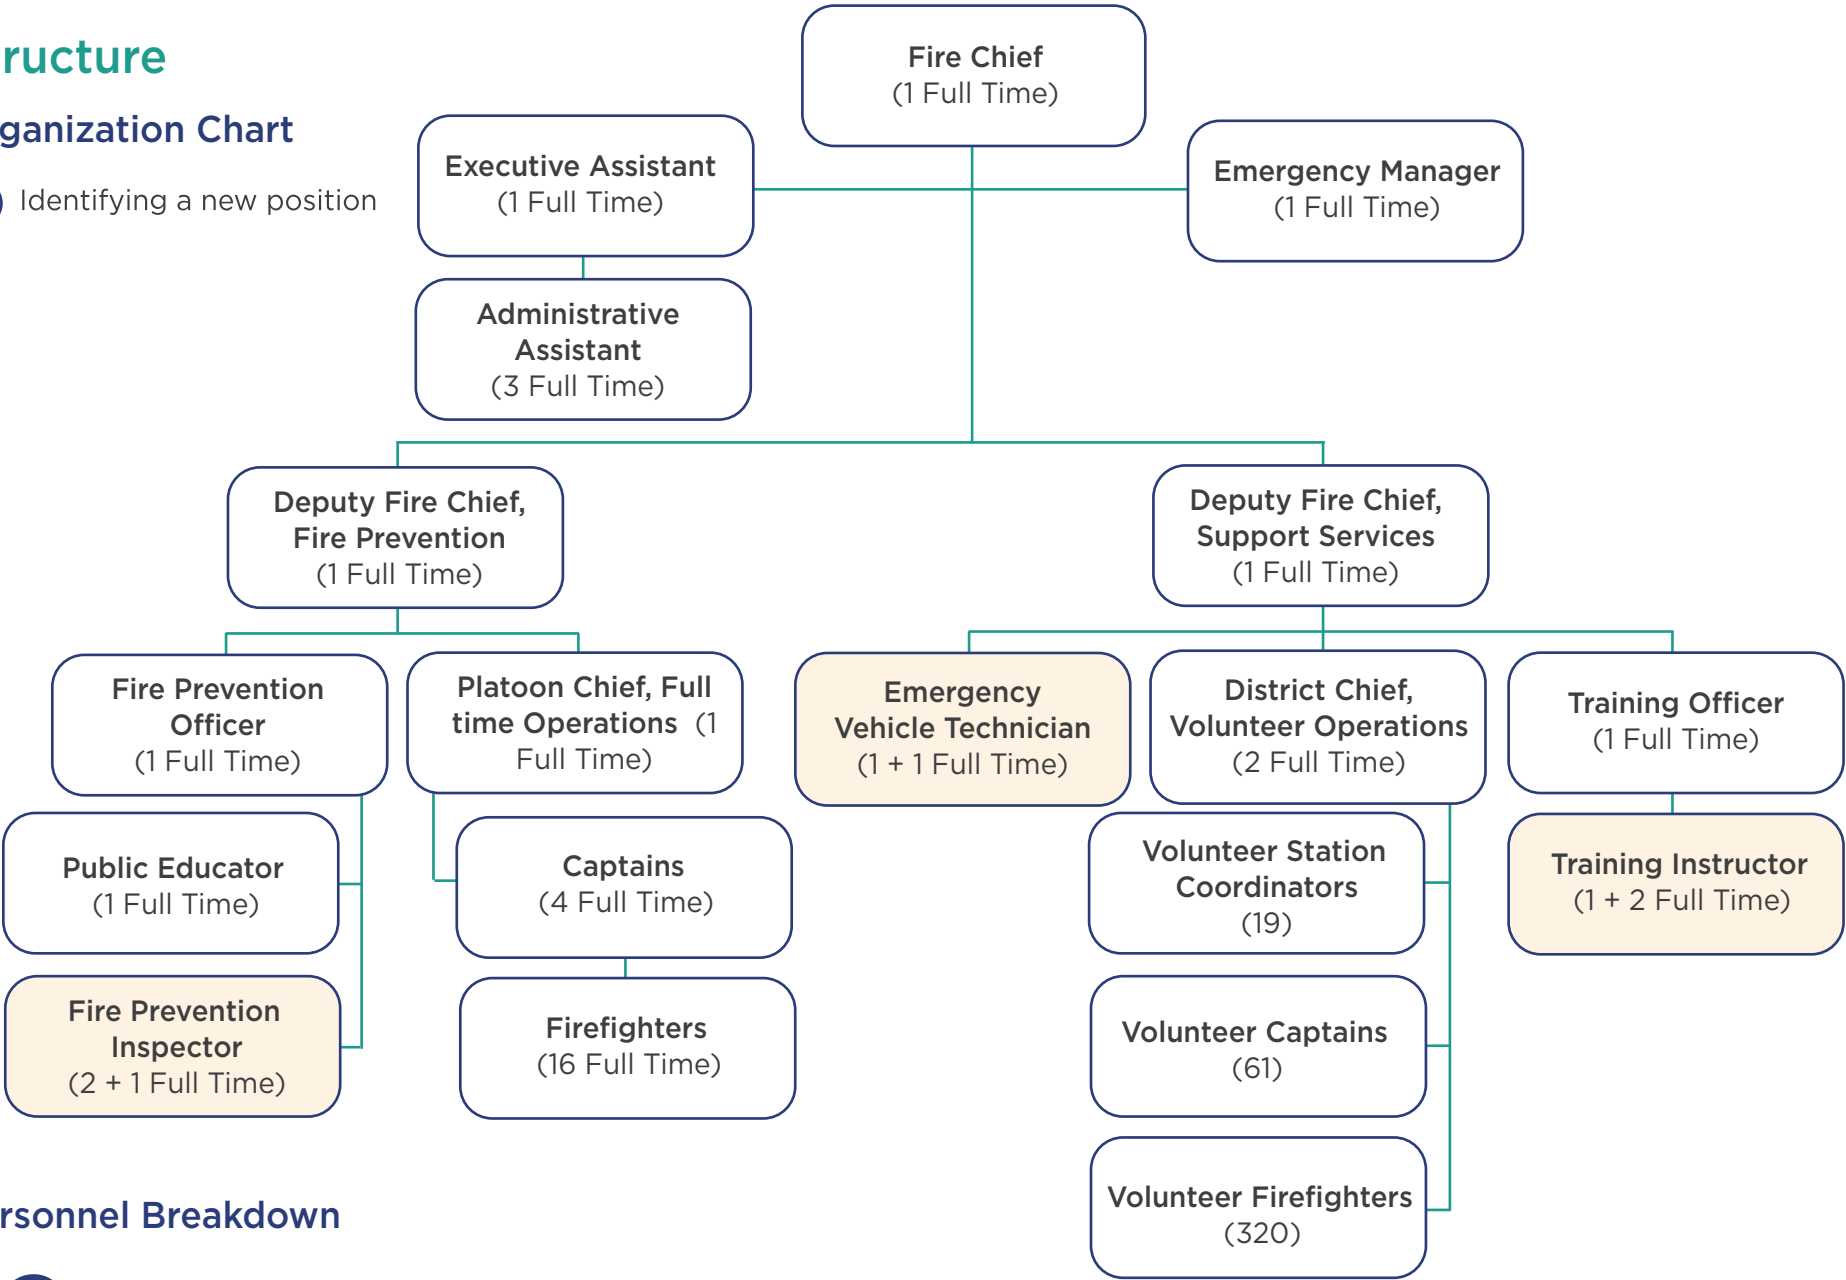 ructure
ganization Chart
Identifying a new position
Fire Chief
(1 Full Time)
Executive Assistant
(1 Full Time)
Emergency Manager
(1 Full Time)
Administrative
Assistant
(3 Full Time)
Deputy Fire Chief,
Fire Prevention
(1 Full Time)
Deputy Fire Chief,
Support Services
(1 Full Time)
Fire Prevention
Officer
(1 Full Time)
Platoon Chief, Full
time Operations (1
Full Time)
Emergency
Vehicle Technician
(1 + 1 Full Time)
District Chief,
Volunteer Operations
(2 Full Time)
Training Officer
(1 Full Time)
Public Educator
(1 Full Time)
Captains
(4 Full Time)
Volunteer Station
Coordinators
(19)
Training Instructor
(1 + 2 Full Time)
Fire Prevention
Inspector
(2 + 1 Full Time)
Firefighters
(16 Full Time)
Volunteer Captains
(61)
Volunteer Firefighters
(320)
rsonnel Breakdown